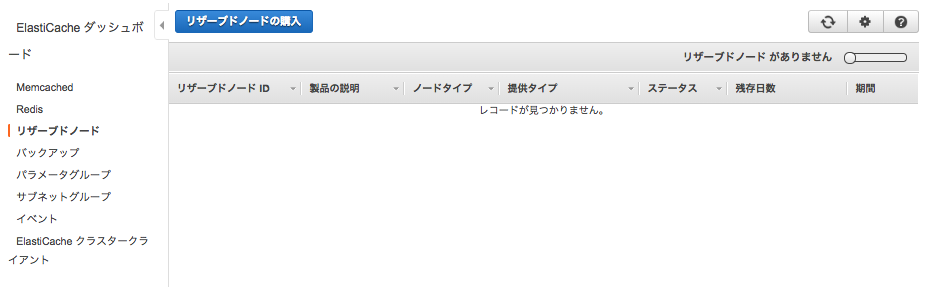 ElastiCache ダッシュボ
ード
Memcached
Redis
リザーブドノード
バックアップ
パラメータグループ
サブネットグループ
イベント
ElastiCache クラスタークラ
イアント
リザーブドノードの購入
リザーブドノード がありません
リザーブドノード ID 製品の説明 ノードタイプ 提供タイプ ステータス 残存日数 期間
レコードが見つかりません。